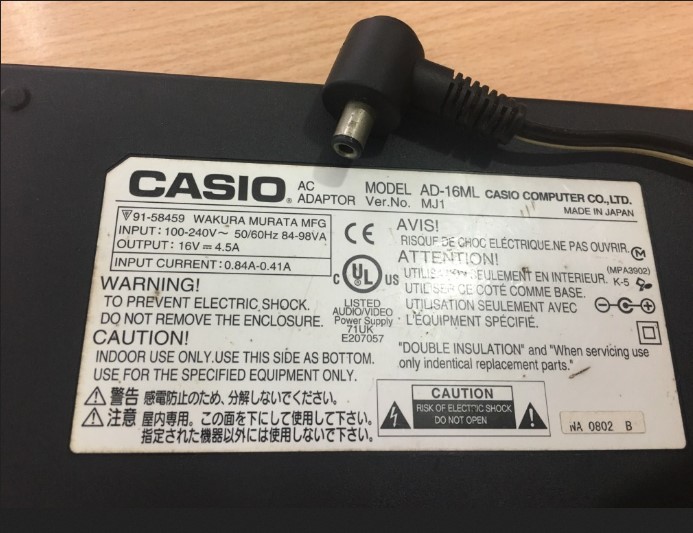 CASIO® AC ADAPTOR MODEL AD-16ML CASIO COMPUTER CO.,LTD.
Ver.No. MJ1 MADE IN JAPAN
91-58459 WAKURA MURATA MFG
INPUT: 100-240V~ 50/60Hz 84-98VA
OUTPUT: 16V ⎓ 4.5A
INPUT CURRENT: 0.84A-0.41A
WARNING!
TO PREVENT ELECTRIC SHOCK.
DO NOT REMOVE THE ENCLOSURE.
CAUTION!
INDOOR USE ONLY.USE THIS SIDE AS BOTTOM.
USE FOR THE SPECIFIED EQUIPMENT ONLY.
CE
C UL US
LISTED
AUDIO/VIDEO
Power Supply
71UK
E207057
AVIS!
RISQUE DE CHOC ELÉCTRIQUE.NE PAS OUVRIR.
M
ATTENTION!
SEULEMENT EN INTERIEUR.
UTILISER DE COTÉ COMME BASE.
UTILISATION SEULEMENT AVEC
L'ÉQUIPMENT SPÉCIFIÉ.
(MPA3902)
K-5
"DOUBLE INSULATION" and "When servicing use
only indentical replacement parts."
警告 感電防止のため、分解しないでください。
注意 屋内専用。この面を下にして使用して下さい。
指定された機器以外には使用しないで下さい。
CAUTION
RISK OF ELECTRIC SHOCK
DO NOT OPEN
NA 0802 B